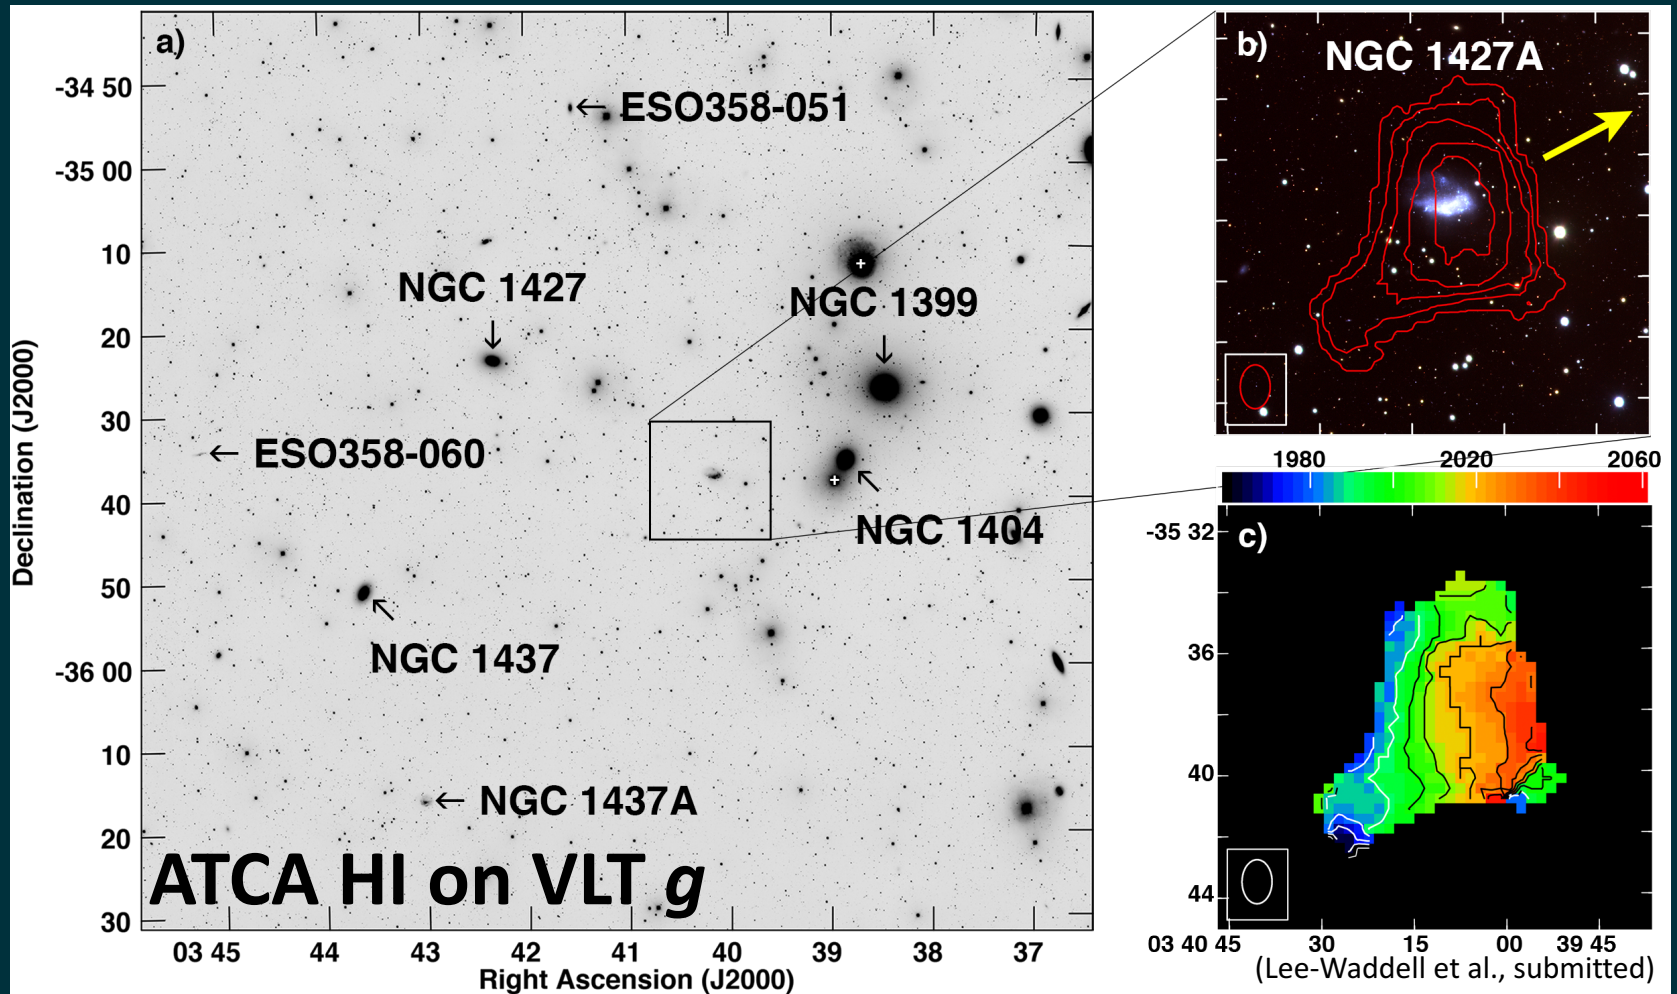 a)
-34 50
-35 00
10
20
30
40
50
-36 00
10
20
30
Declination (J2000)
ESO358-051
NGC 1427
NGC 1399
ESO358-060
NGC 1404
NGC 1437
NGC 1437A
ATCA HI on VLT g
03 45 44 43 42 41 40 39 38 37
Right Ascension (J2000)
b)
NGC 1427A
1980 2020 2060
c)
-35 32
36
40
44
03 40 45 30 15 00 39 45
(Lee-Waddell et al., submitted)